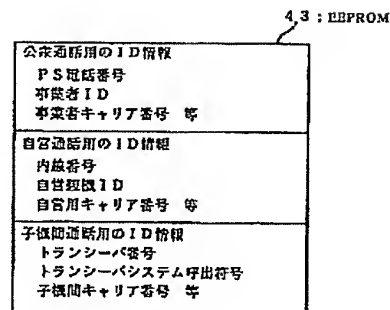 43:EEPROM
公衆通話用のID情報
PS電話番号
事業者ID
事業者キャリア番号 等
自営通話用のID情報
内線番号
自営親機ID
自営用キャリア番号 等
子機間通話用のID情報
トランシーバ番号
トランシーバシステム呼出符号
子機間キャリア番号 等